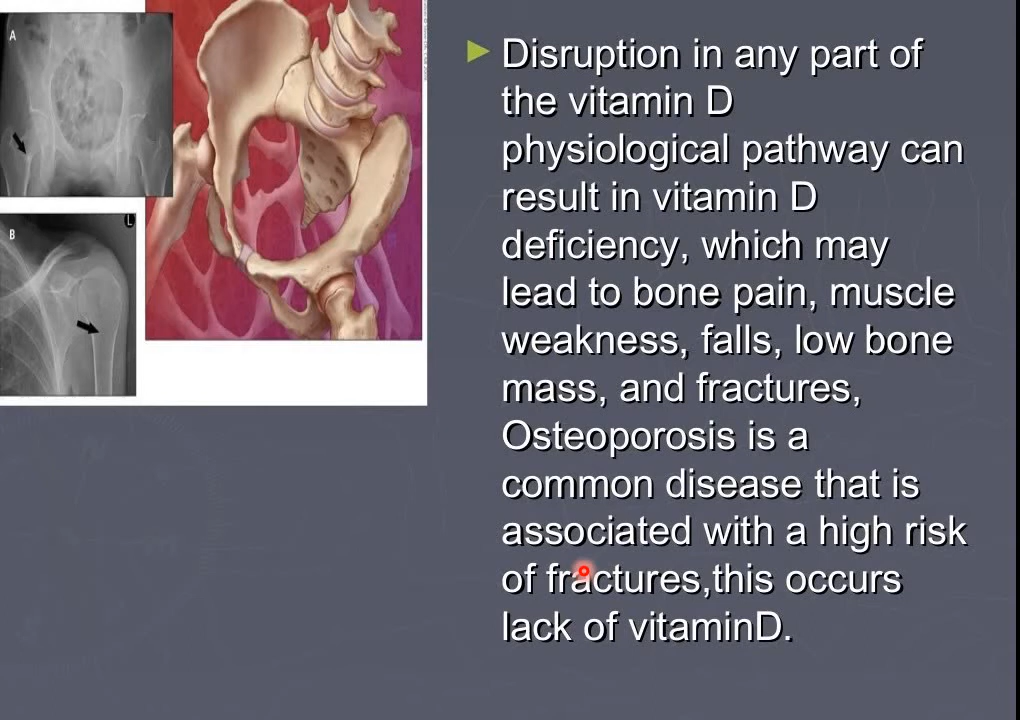 A
L
B
Disruption in any part of
the vitamin D
physiological pathway can
result in vitamin D
deficiency, which may
lead to bone pain, muscle
weakness, falls, low bone
mass, and fractures,
Osteoporosis is a
common disease that is
associated with a high risk
of fractures,this occurs
lack of vitaminD.